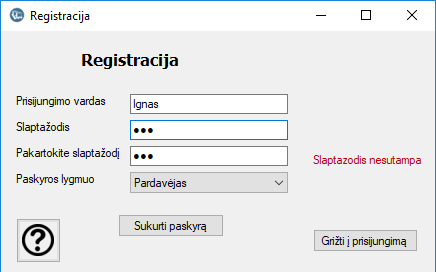 Registracija
Registracija
Prisijungimo vardas
Ignas
Slaptažodis
●●●
Pakartokite slaptažodį
●●●
Slaptazodis nesutampa
Paskyros lygmuo
Pardavėjas
Sukurti paskyrą
?
Grižti į prisijungimą